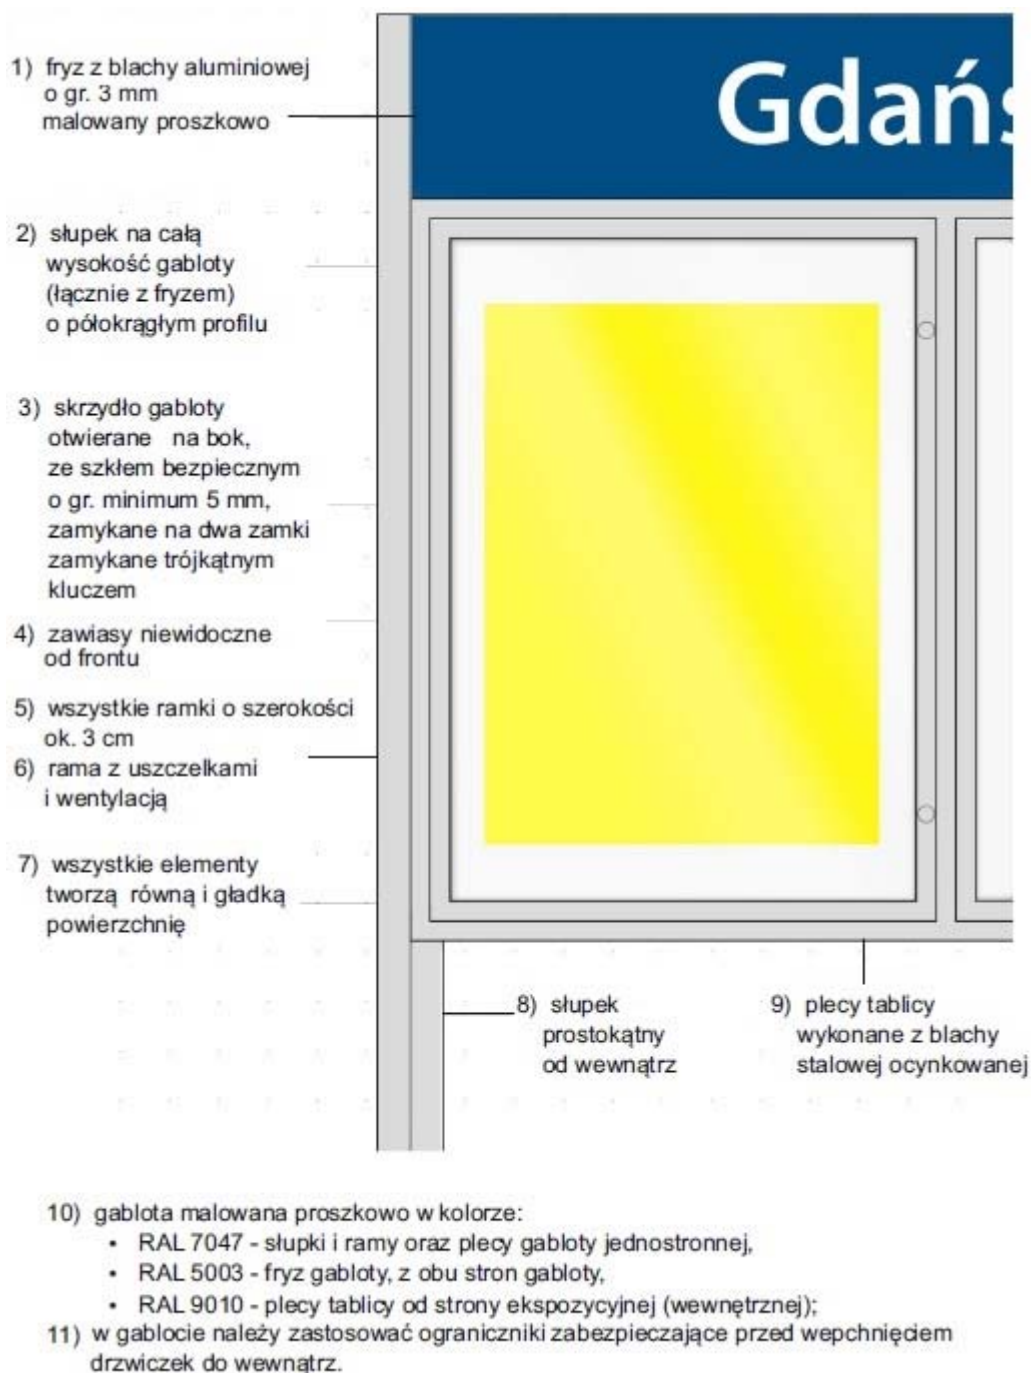 1) fryz z blachy aluminiowej
o gr. 3 mm
malowany proszkowo
Gdańs
2) słupek na całą
wysokość gabloty
(łącznie z fryzem)
o półokrągłym profilu
3) skrzydło gabloty
otwierane na bok,
ze szkłem bezpiecznym
o gr. minimum 5 mm,
zamykane na dwa zamki
zamykane trójkątnym
kluczem
4) zawiasy niewidoczne
od frontu
5) wszystkie ramki o szerokości
ok. 3 cm
6) rama z uszczelkami
i wentylacją
7) wszystkie elementy
tworzą równą i gładką
powierzchnię
8) słupek
prostokątny
od wewnątrz
9) plecy tablicy
wykonane z blachy
stalowej ocynkowanej
10) gablota malowana proszkowo w kolorze:
• RAL 7047 - słupki i ramy oraz plecy gabloty jednostronnej,
• RAL 5003 - fryz gabloty, z obu stron gabloty,
• RAL 9010 - plecy tablicy od strony ekspozycyjnej (wewnętrznej);
11) w gablocie należy zastosować ograniczniki zabezpieczające przed wepchnięciem
drzwiczek do wewnątrz.